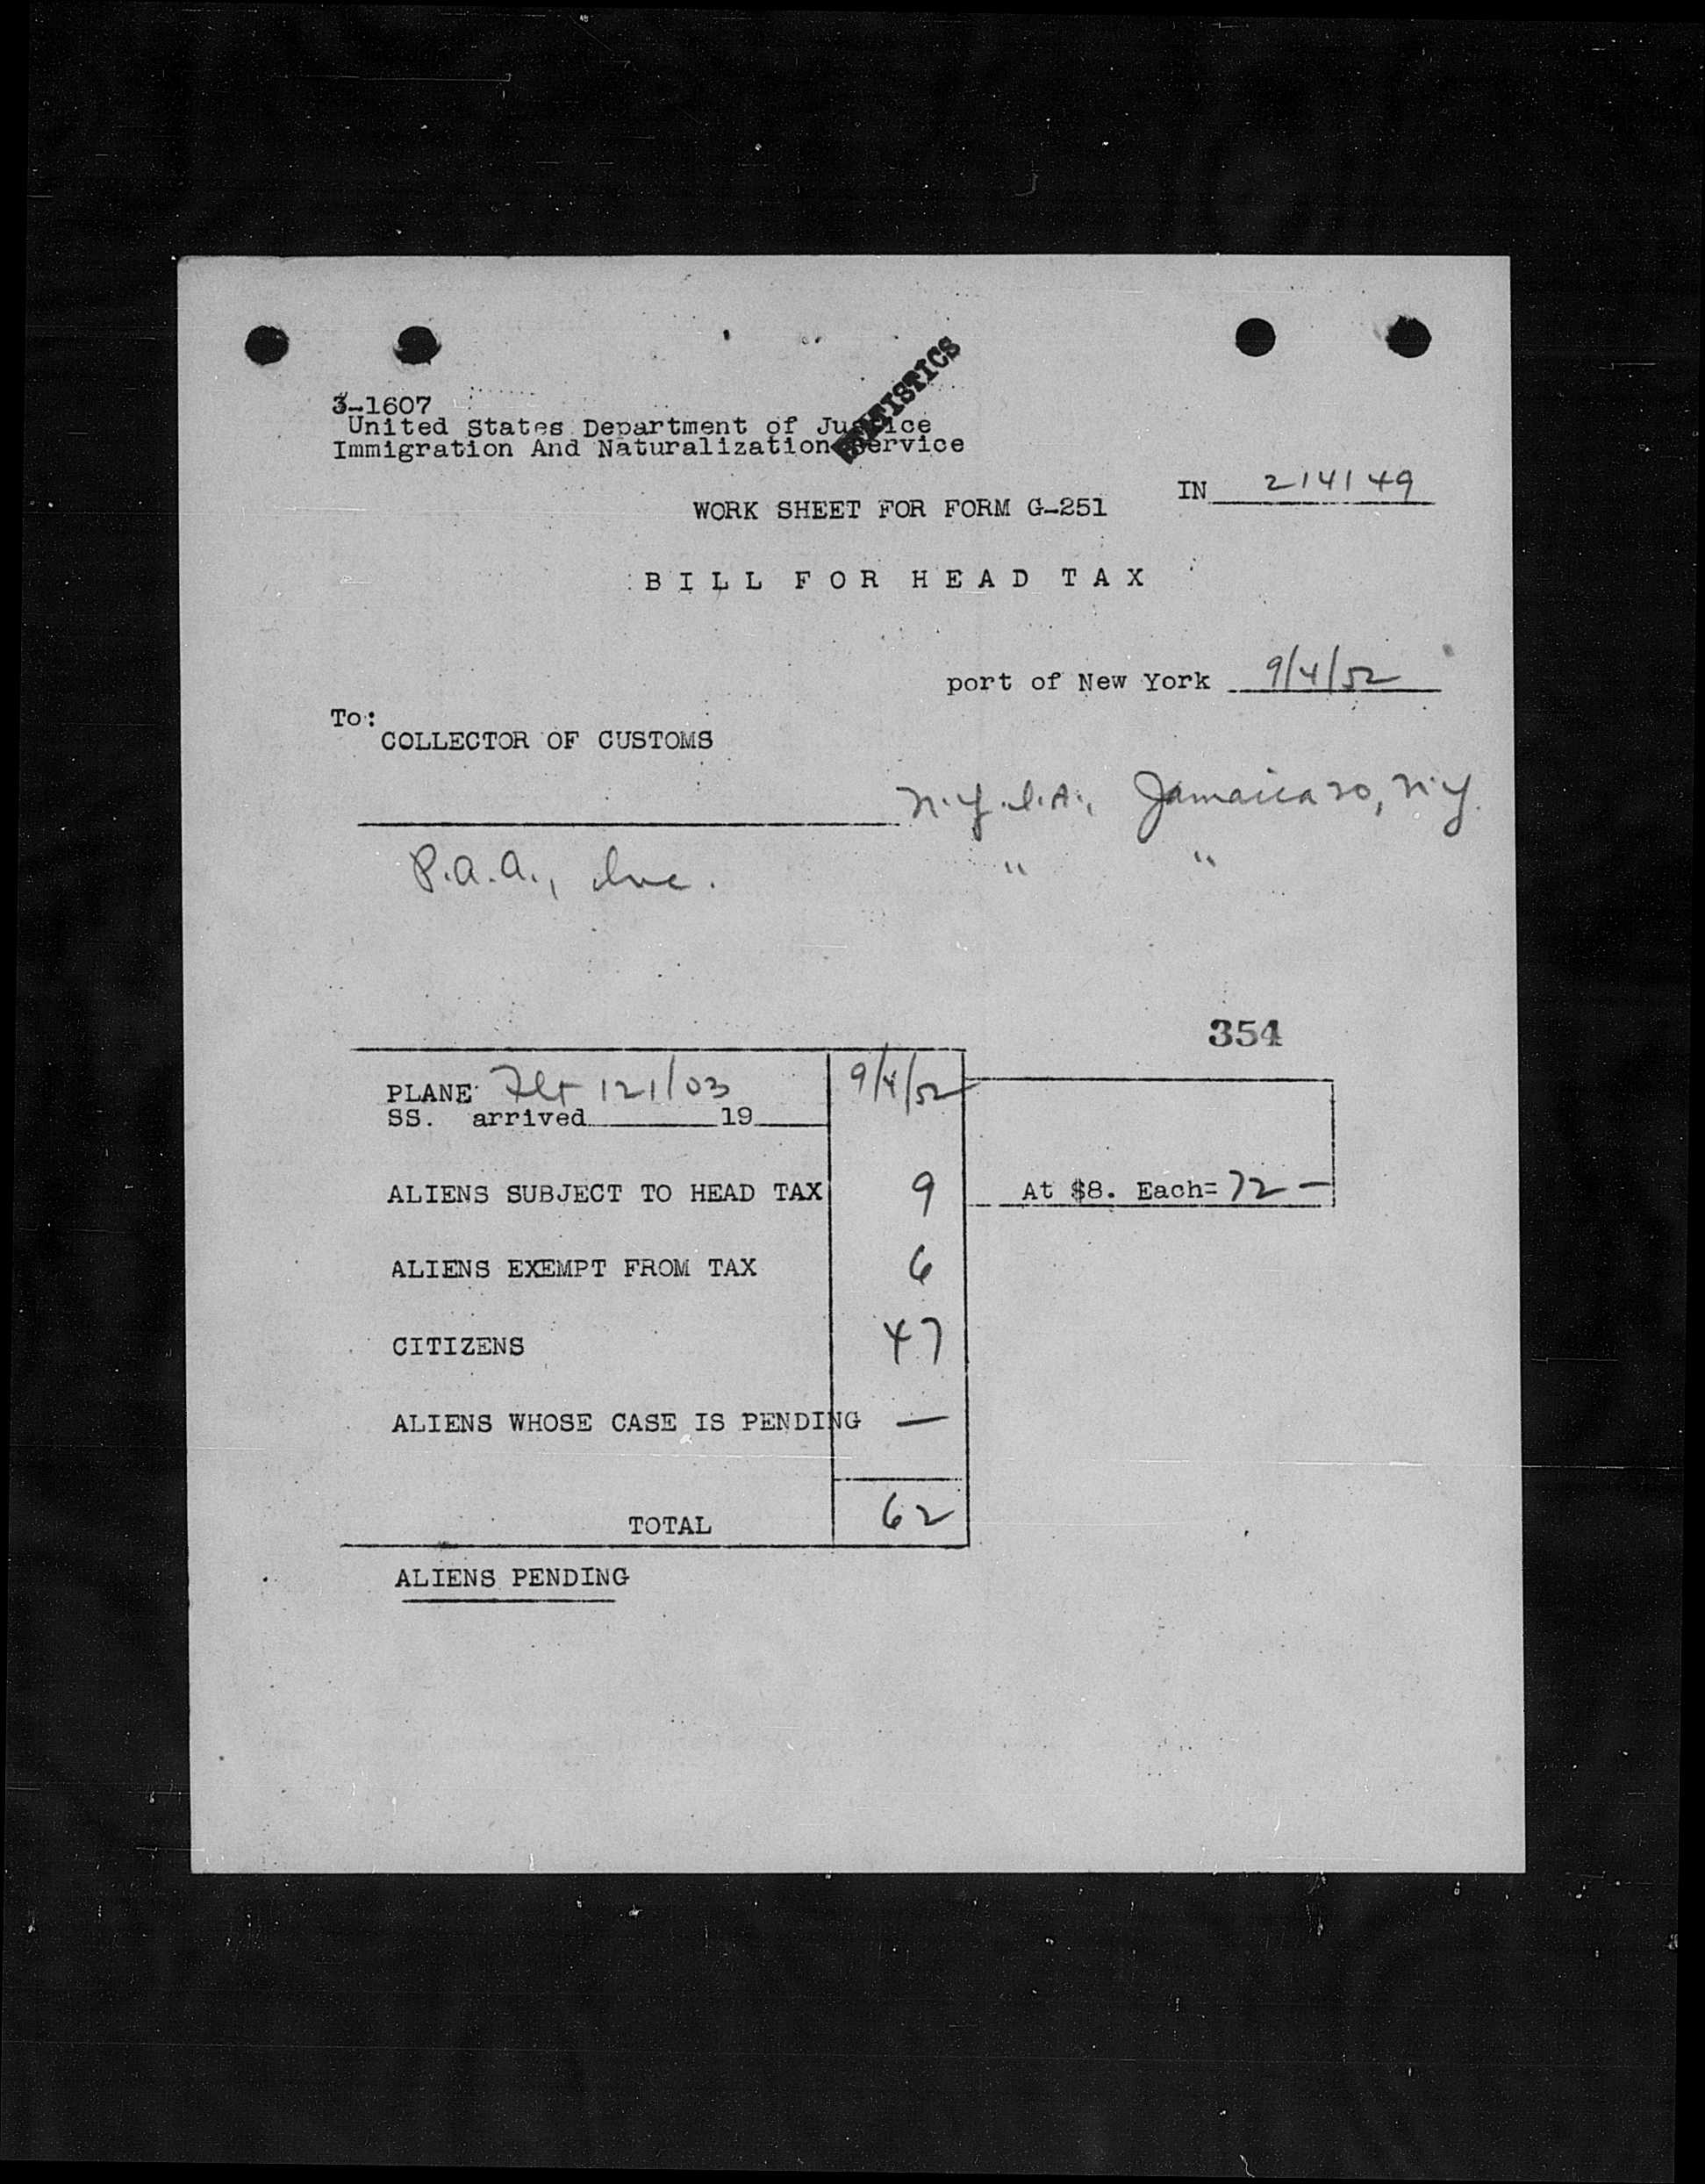 STATISTICS
3-1607
United States Department of Justice
Immigration And Naturalization Service
IN 214149
WORK SHEET FOR FORM G-251
BILL FOR HEAD TAX
port of New York 9/4/52
To:
COLLECTOR OF CUSTOMS
N.Y.I.A., Jamaica 30, N.Y.
P.A.A., Inc. " "
354
PLANE Flt 121/03 9/4/52
SS. arrived 19
ALIENS SUBJECT TO HEAD TAX 9 At $8. Each= 72 —
ALIENS EXEMPT FROM TAX 6
CITIZENS 47
ALIENS WHOSE CASE IS PENDING —
TOTAL 62
ALIENS PENDING